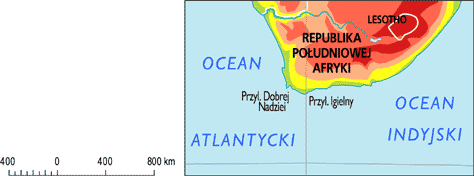 LESOTHO
REPUBLIKA
POŁUDNIOWEJ
AFRYKI
OCEAN
Przyl. Dobrej
Nadziei
Przyl. Igielny
OCEAN
ATLANTYCKI
INDYJSKI
400 0 400 800 km